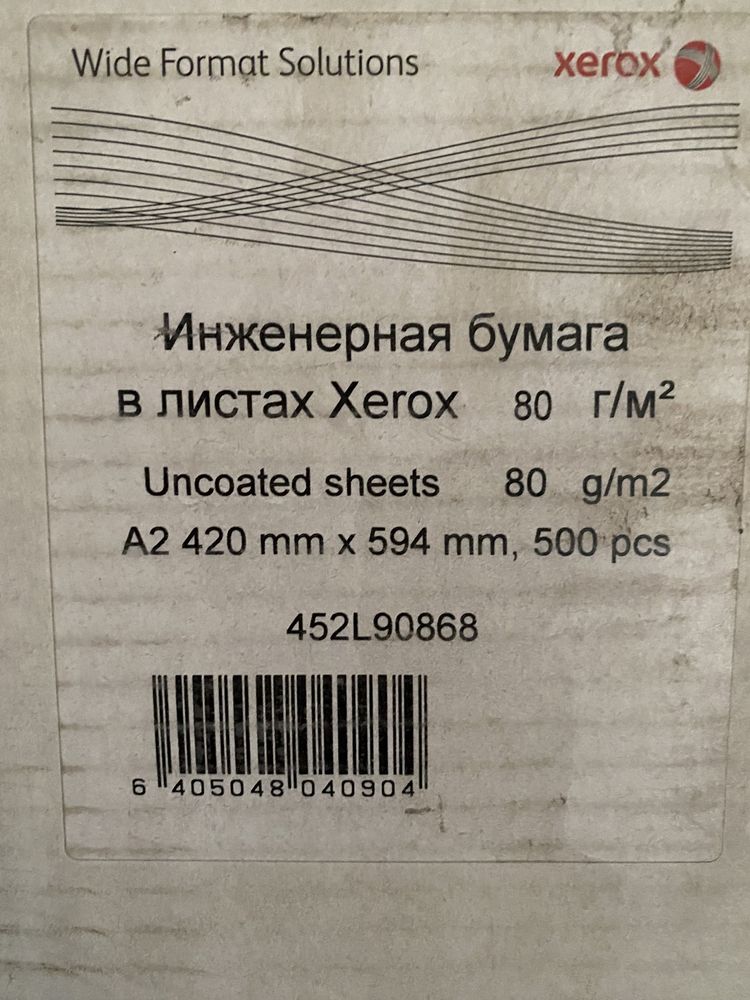 Wide Format Solutions xerox
Инженерная бумага
в листах Xerox 80 г/м²
Uncoated sheets 80 g/m2
A2 420 mm x 594 mm, 500 pcs
452L90868
6 405048 040904